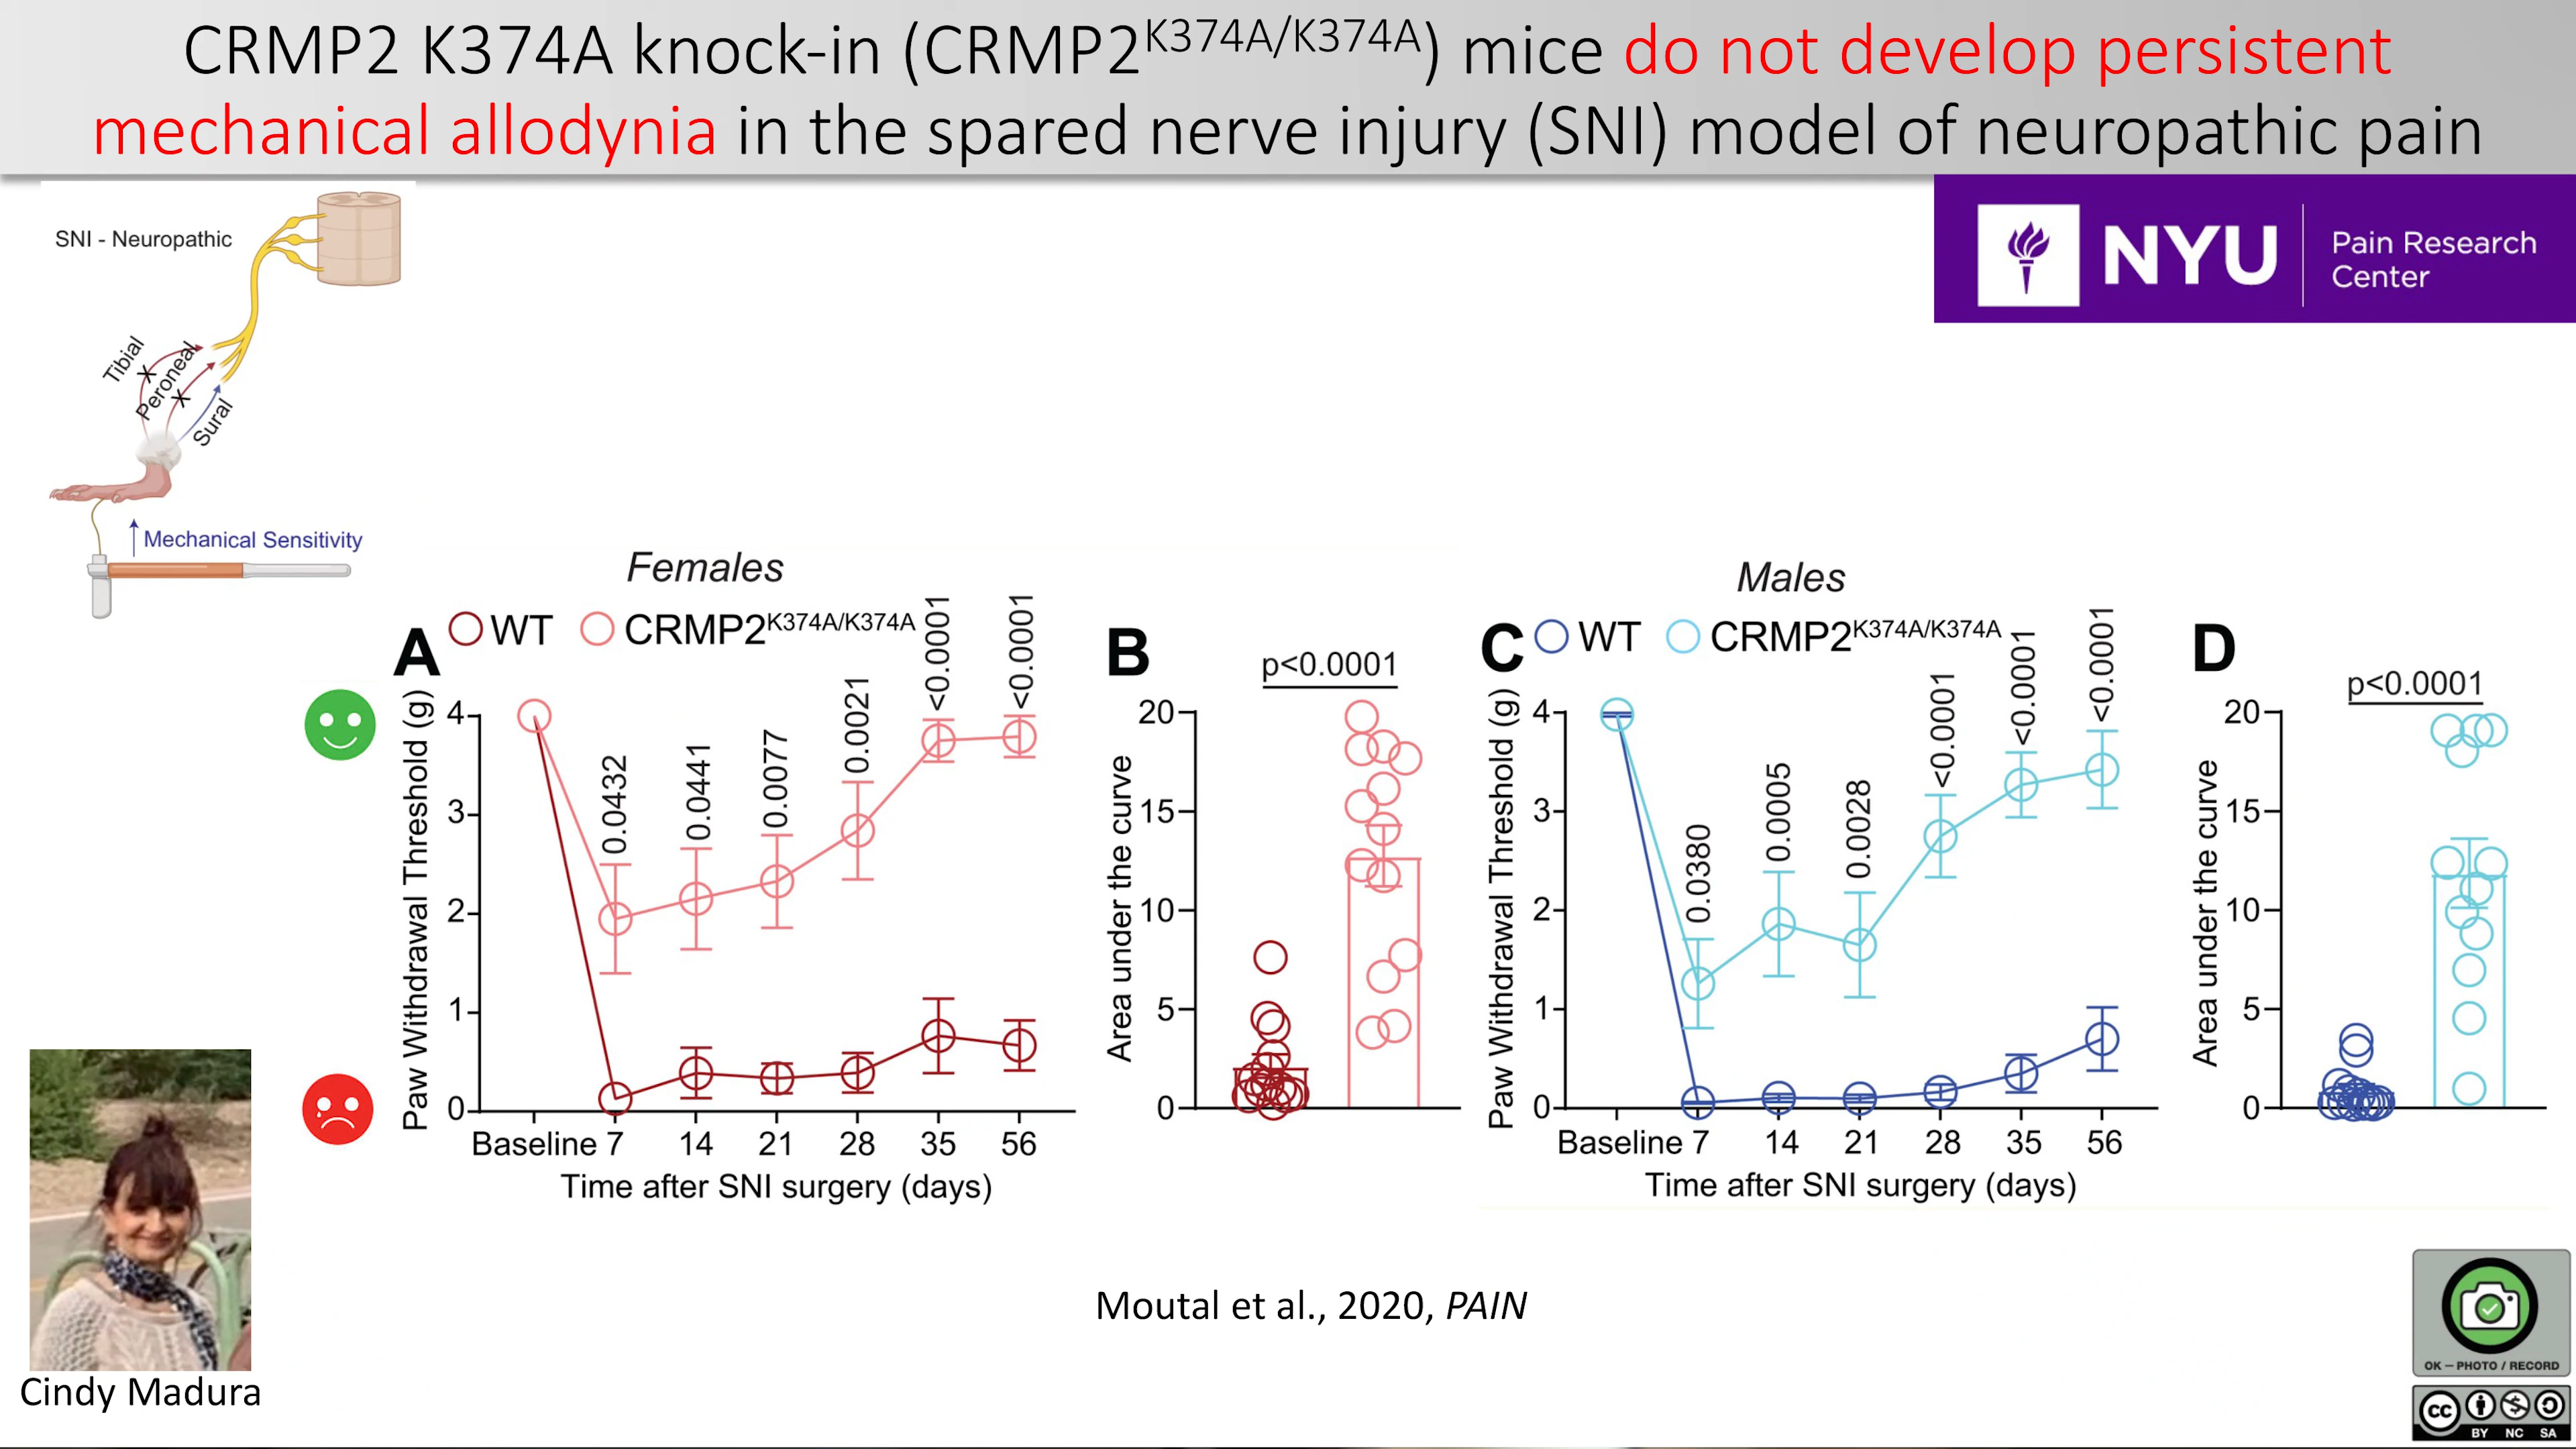 CRMP2 K374A knock-in (CRMP2K374A/K374A) mice do not develop persistent
mechanical allodynia in the spared nerve injury (SNI) model of neuropathic pain
SNI - Neuropathic
Tibial
Peroneal
Sural
Mechanical Sensitivity
NYU
Pain Research
Center
Females
A
WT
CRMP2K374A/K374A
Paw Withdrawal Threshold (g)
4
3
2
1
0
0.0432
0.0441
0.0077
0.0021
<0.0001
<0.0001
Baseline 7 14 21 28 35 56
Time after SNI surgery (days)
B
p<0.0001
Area under the curve
20
15
10
5
0
Males
C
WT
CRMP2K374A/K374A
Paw Withdrawal Threshold (g)
4
3
2
1
0
0.0380
0.0005
0.0028
<0.0001
<0.0001
<0.0001
Baseline 7 14 21 28 35 56
Time after SNI surgery (days)
D
p<0.0001
Area under the curve
20
15
10
5
0
Cindy Madura
Moutal et al., 2020, PAIN
OK – PHOTO / RECORD
cc
BY NC SA